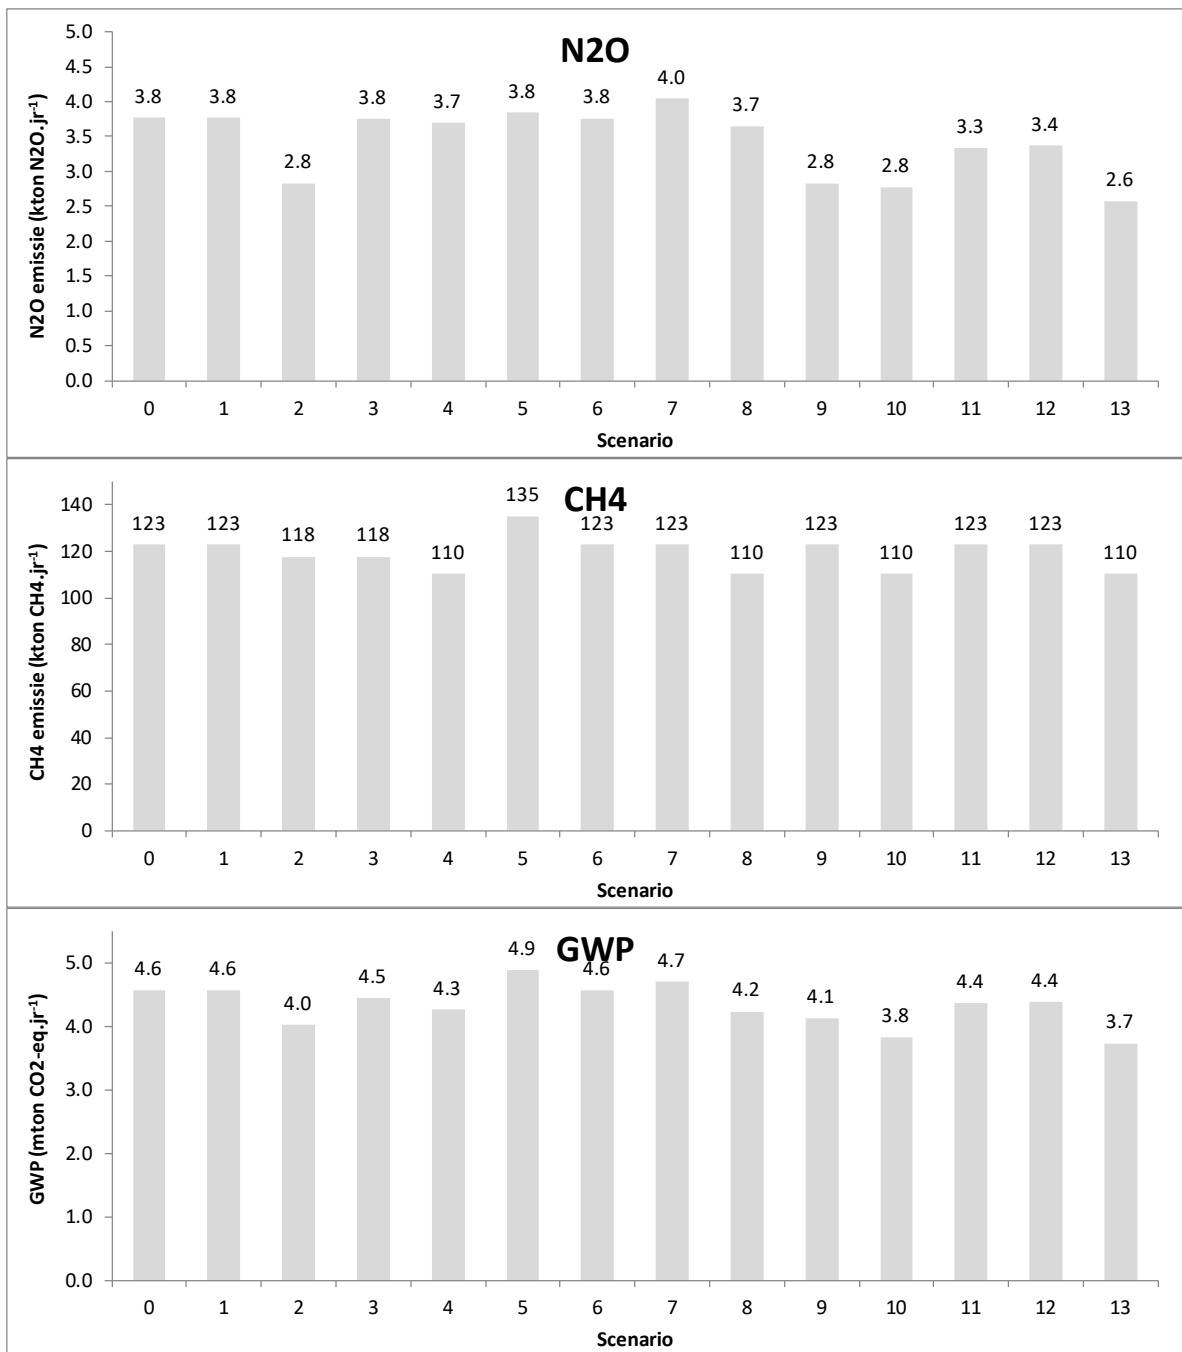 N2O
N2O emissie (kton N2O.jr-1)
5.0
4.5
4.0
3.5
3.0
2.5
2.0
1.5
1.0
0.5
0.0
3.8 3.8 2.8 3.8 3.7 3.8 3.8 4.0 3.7 2.8 2.8 3.3 3.4 2.6
0 1 2 3 4 5 6 7 8 9 10 11 12 13
Scenario
CH4
CH4 emissie (kton CH4.jr-1)
140
120
100
80
60
40
20
0
123 123 118 118 110 135 123 123 110 123 110 123 123 110
0 1 2 3 4 5 6 7 8 9 10 11 12 13
Scenario
GWP
GWP (mton CO2-eq.jr-1)
5.0
4.0
3.0
2.0
1.0
0.0
4.6 4.6 4.0 4.5 4.3 4.9 4.6 4.7 4.2 4.1 3.8 4.4 4.4 3.7
0 1 2 3 4 5 6 7 8 9 10 11 12 13
Scenario